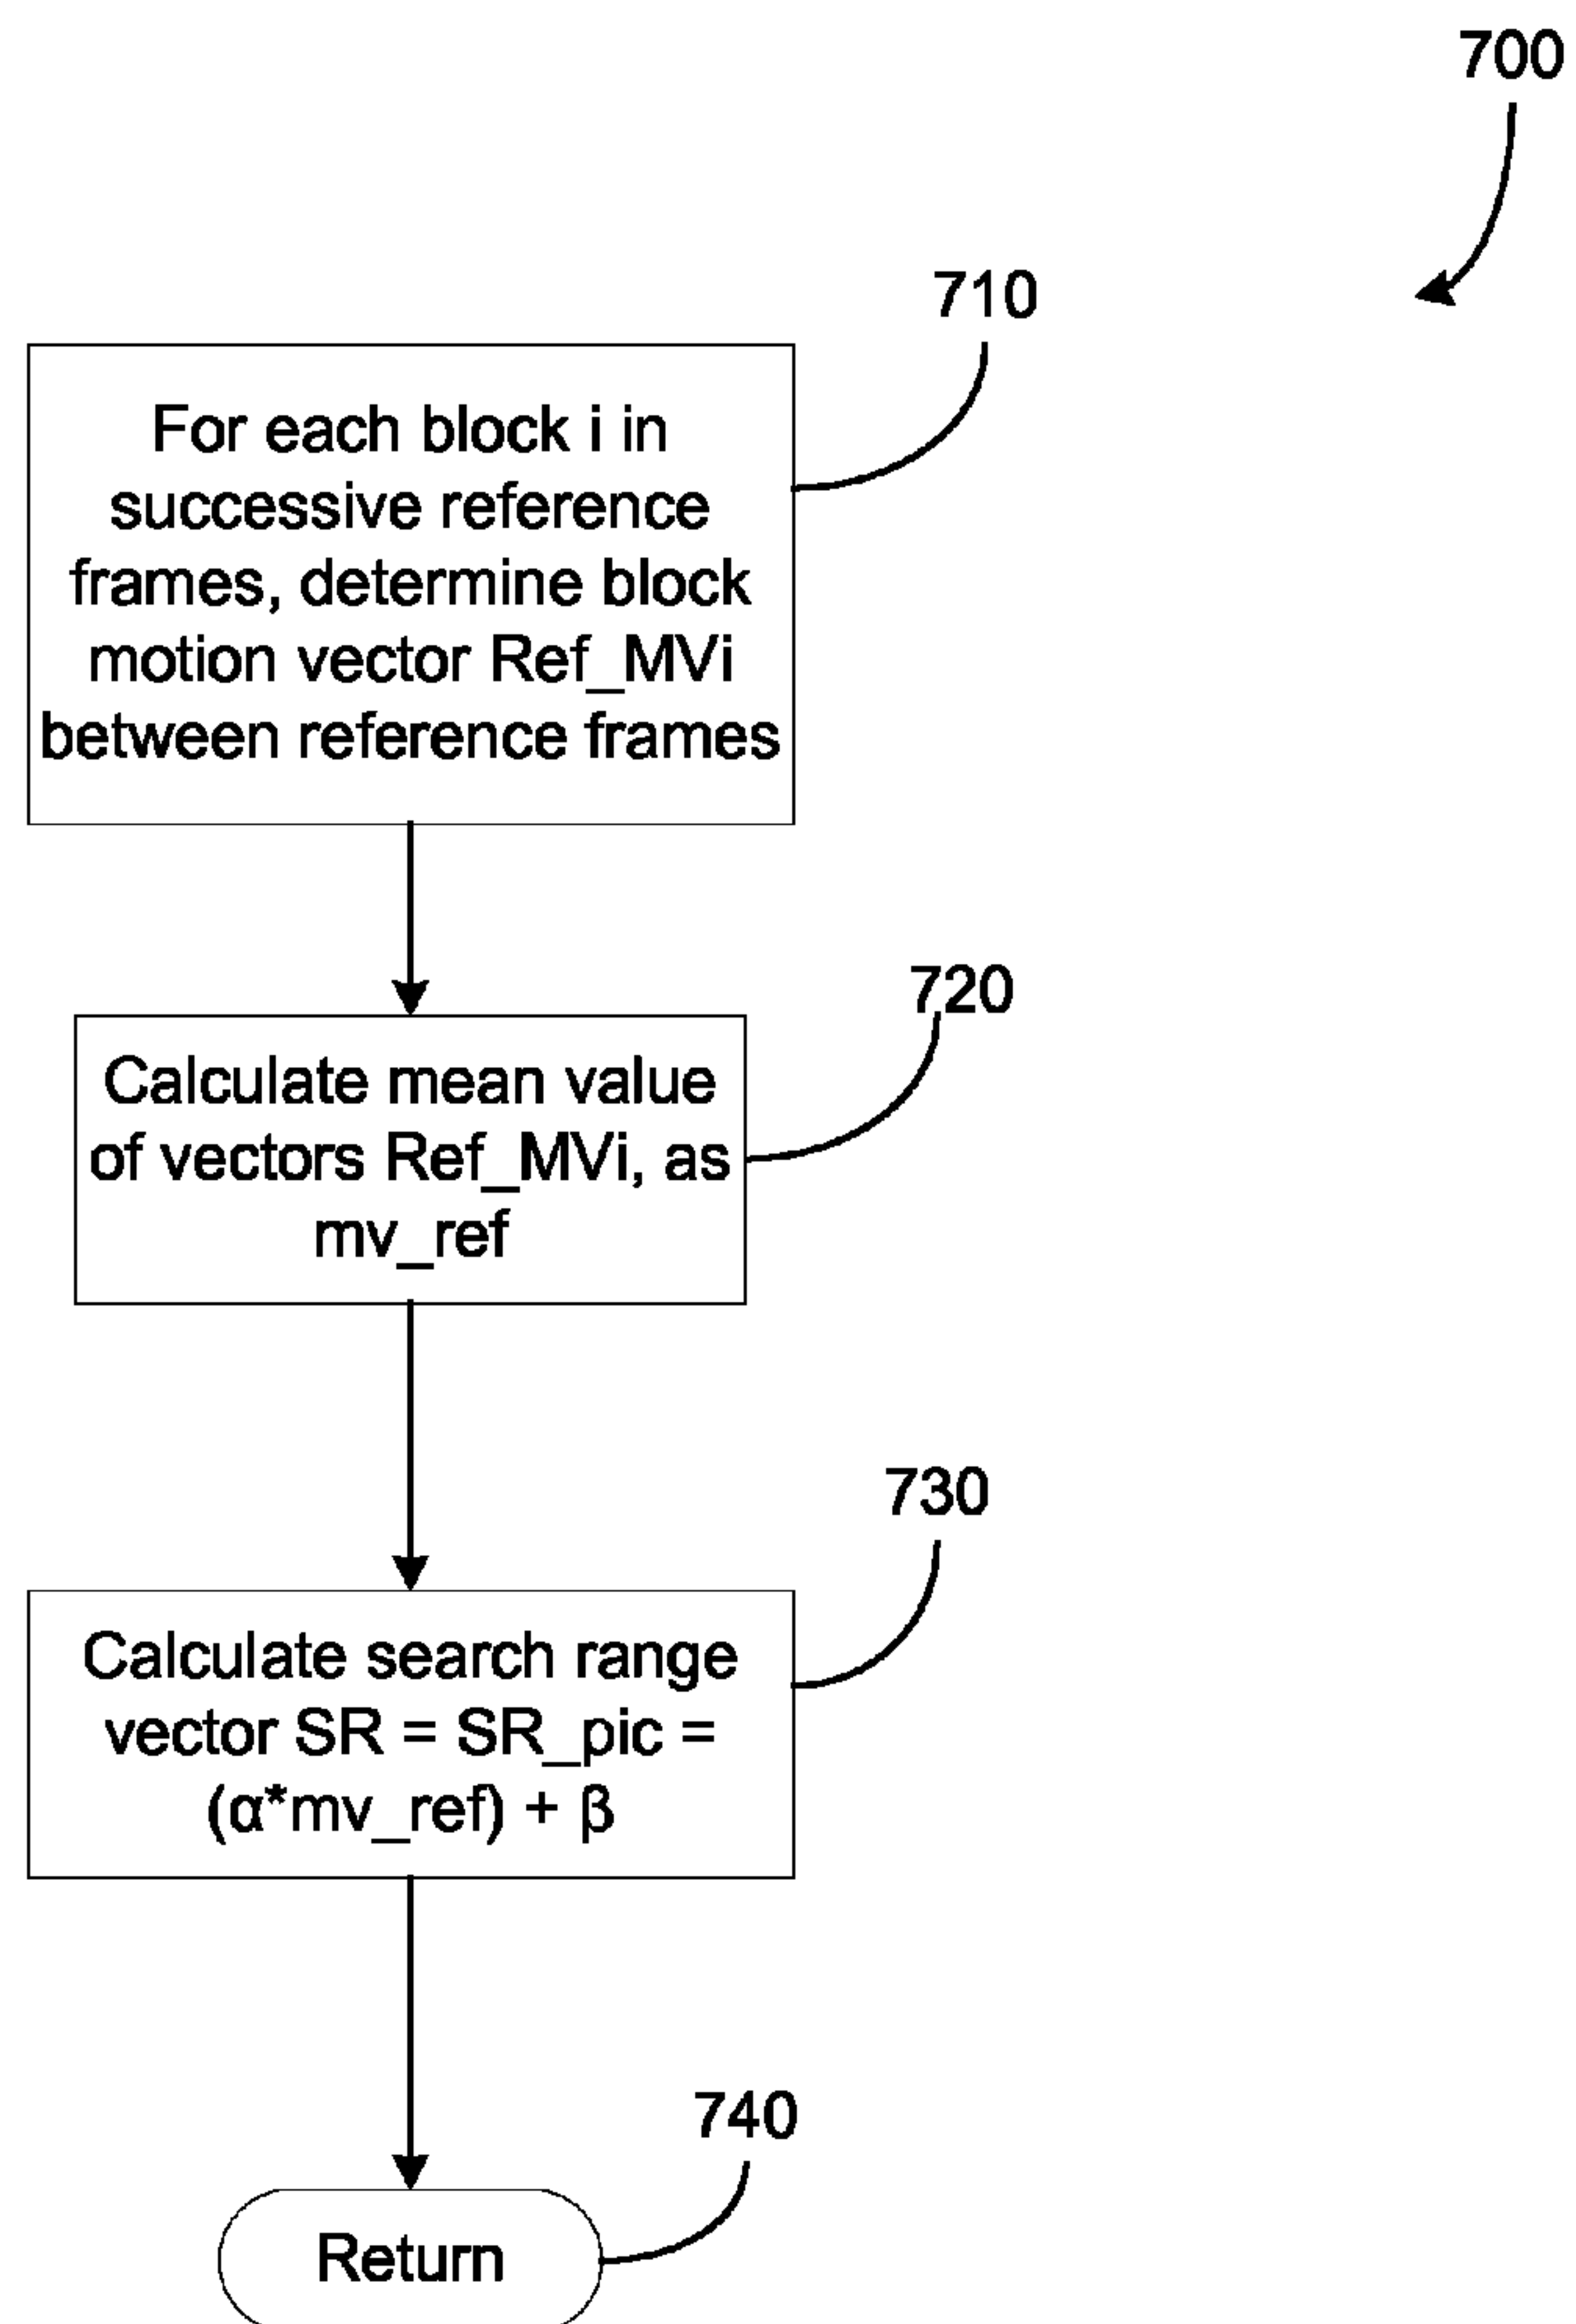 700
710
For each block i in
successive reference
frames, determine block
motion vector Ref_MVi
between reference frames
720
Calculate mean value
of vectors Ref_MVi, as
mv_ref
730
Calculate search range
vector SR = SR_pic =
(α*mv_ref) + β
740
Return